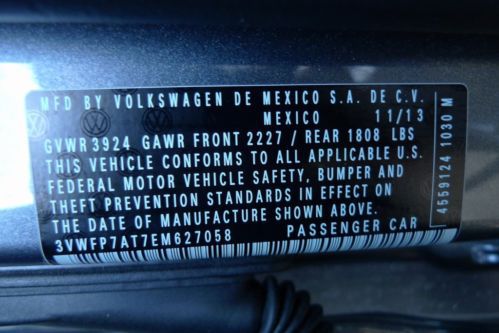 MFD BY VOLKSWAGEN DE MEXICO S.A. DE C.V.
MEXICO 11/13
GVWR 3924 GAWR FRONT 2227 / REAR 1808 LBS
THIS VEHICLE CONFORMS TO ALL APPLICABLE U.S.
FEDERAL MOTOR VEHICLE SAFETY, BUMPER AND
THEFT PREVENTION STANDARDS IN EFFECT ON
THE DATE OF MANUFACTURE SHOWN ABOVE.
3VWFP7AT7EM627058 PASSENGER CAR
4559124 1030 M